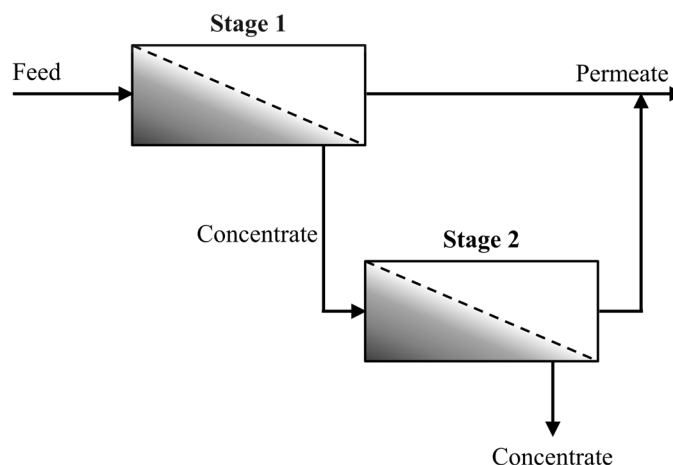 Stage 1
Feed
Permeate
Concentrate
Stage 2
Concentrate